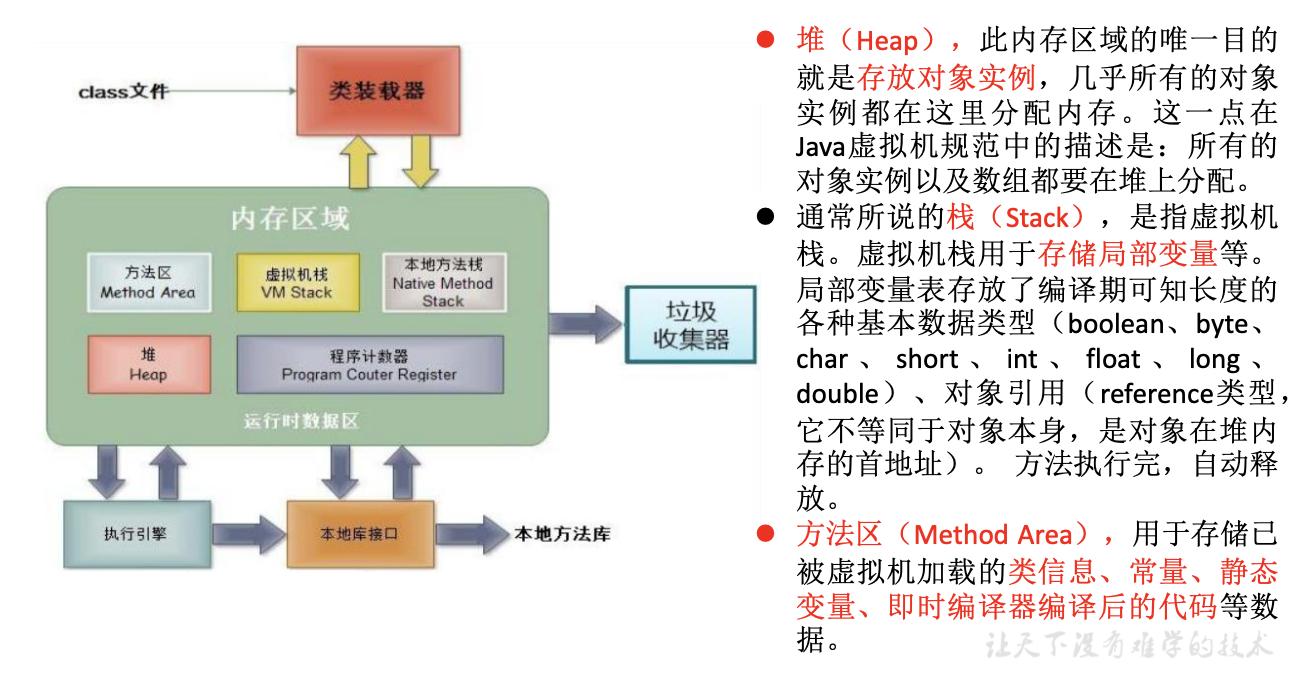 class文件
类装载器
内存区域
方法区
Method Area
虚拟机栈
VM Stack
本地方法栈
Native Method
Stack
堆
Heap
程序计数器
Program Couter Register
运行时数据区
垃圾
收集器
执行引擎
本地库接口
本地方法库
● 堆（Heap），此内存区域的唯一目的
就是存放对象实例，几乎所有的对象
实例都在这里分配内存。这一点在
Java虚拟机规范中的描述是：所有的
对象实例以及数组都要在堆上分配。
● 通常所说的栈（Stack），是指虚拟机
栈。虚拟机栈用于存储局部变量等。
局部变量表存放了编译期可知长度的
各种基本数据类型（boolean、byte、
char 、 short 、 int 、 float 、 long 、
double）、对象引用（reference类型，
它不等同于对象本身，是对象在堆内
存的首地址）。 方法执行完，自动释
放。
● 方法区（Method Area），用于存储已
被虚拟机加载的类信息、常量、静态
变量、即时编译器编译后的代码等数
据。
让天下没有难学的技术